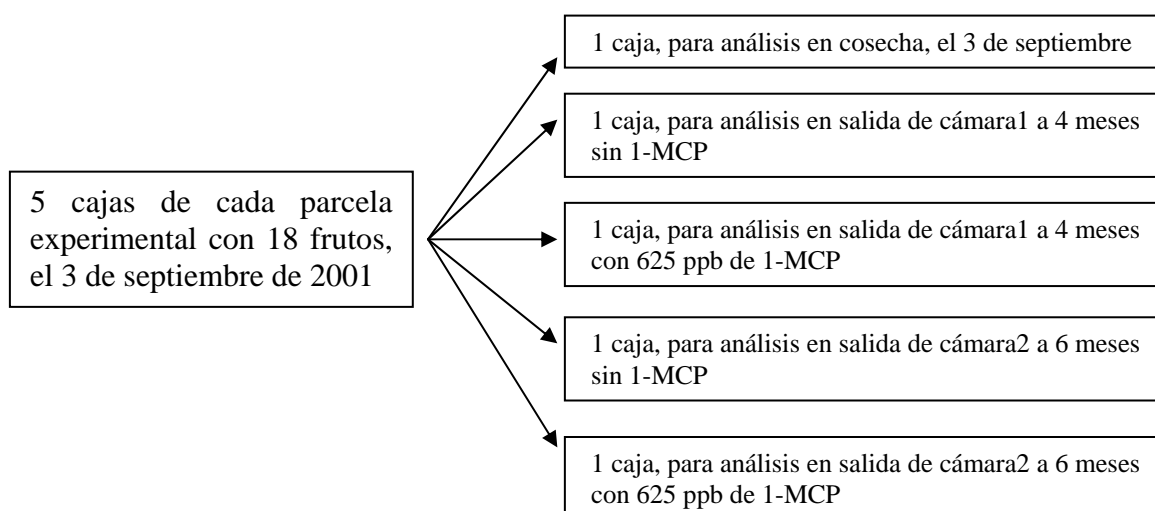 5 cajas de cada parcela
experimental con 18 frutos,
el 3 de septiembre de 2001
1 caja, para análisis en cosecha, el 3 de septiembre
1 caja, para análisis en salida de cámara1 a 4 meses
sin 1-MCP
1 caja, para análisis en salida de cámara1 a 4 meses
con 625 ppb de 1-MCP
1 caja, para análisis en salida de cámara2 a 6 meses
sin 1-MCP
1 caja, para análisis en salida de cámara2 a 6 meses
con 625 ppb de 1-MCP